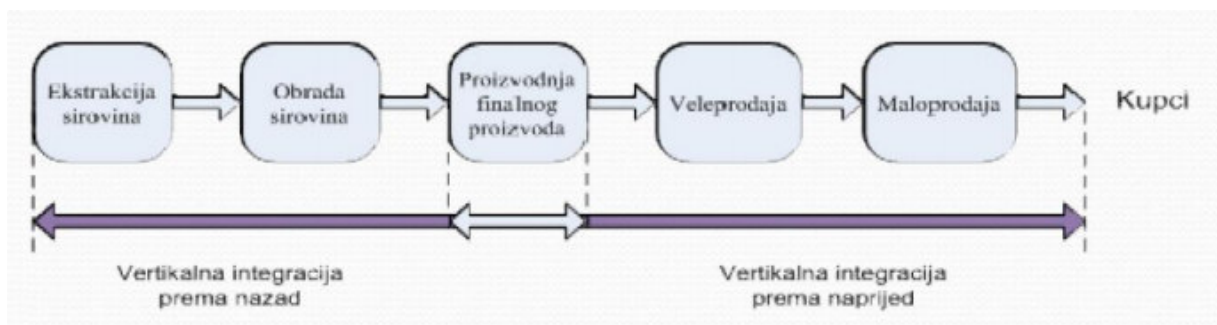 Ekstrakcija
sirovina
Obrada
sirovina
Proizvodnja
finalnog
proizvoda
Veleprodaja
Maloprodaja
Kupci
Vertikalna integracija
prema nazad
Vertikalna integracija
prema naprijed